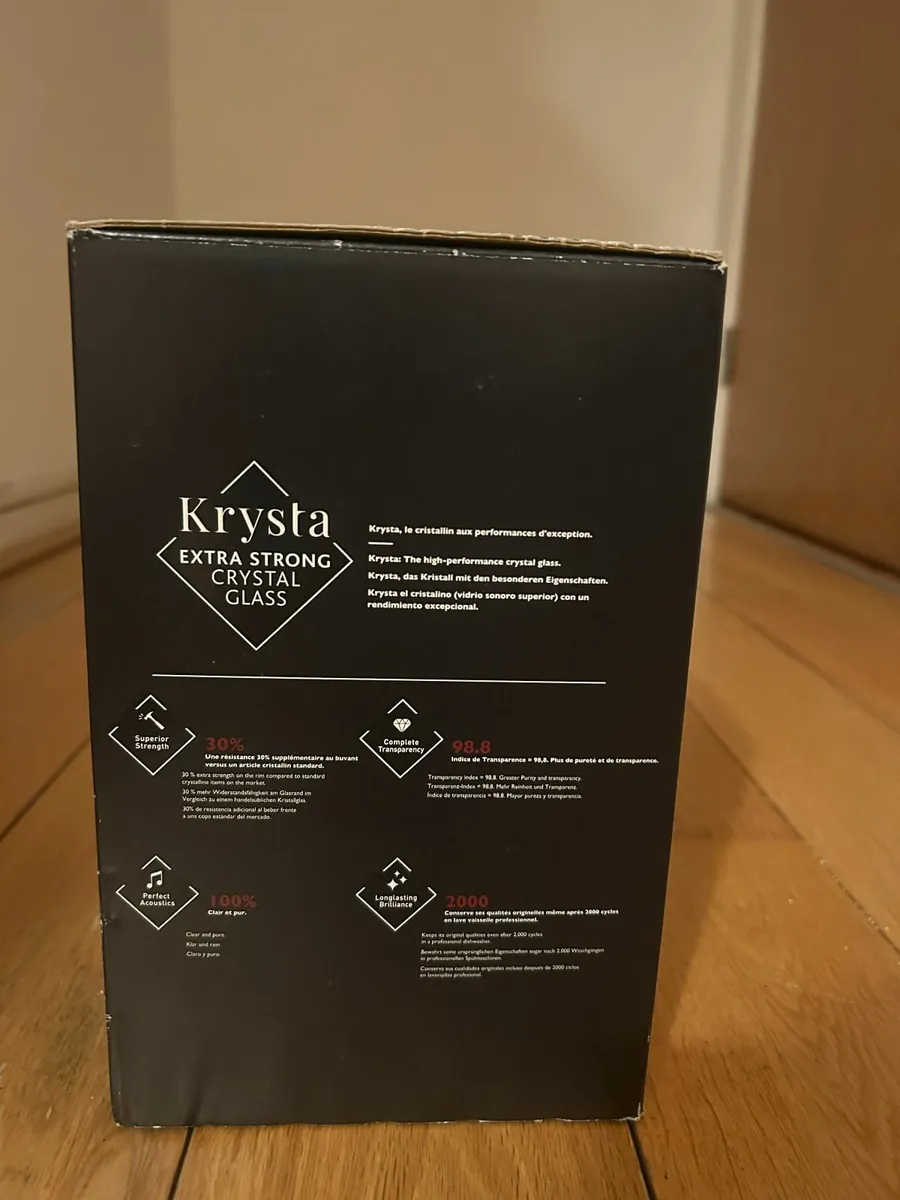 Krysta
EXTRA STRONG
CRYSTAL
GLASS
Krysta, le cristallin aux performances d'exception.
Krysta: The high-performance crystal glass.
Krysta, das Kristall mit den besonderen Eigenschaften.
Krysta el cristalino (vidrio sonoro superior) con un
rendimiento excepcional.
Superior
Strength
30%
Une résistance 30% supplémentaire au buvant
versus un article cristallin standard.
30 % extra strength on the rim compared to standard
crystalline items on the market.
30 % mehr Widerstandsfähigkeit am Glasrand im
Vergleich zu einem handelsüblichen Kristallglas.
30% de resistencia adicional al beber frente
a una copa estándar del mercado.
Complete
Transparency
98.8
Indice de Transparence = 98,8. Plus de pureté et de transparence.
Transparency index = 98.8. Greater Purity and transparency.
Transparenz-Index = 98.8. Mehr Reinheit und Transparenz.
Índice de transparencia = 98.8. Mayor pureza y transparencia.
Perfect
Acoustics
100%
Clair et pur.
Clear and pure.
Klar und rein
Claro y puro
Longlasting
Brilliance
2000
Conserve ses qualités originelles même après 2000 cycles
en lave vaisselle professionnel.
Keeps its original qualities even after 2,000 cycles
in a professional dishwasher.
Bewahrt seine ursprünglichen Eigenschaften sogar nach 2.000 Waschgängen
in professionellen Spülmaschinen.
Conserva sus cualidades originales incluso después de 2000 ciclos
en lavavajillas profesional.